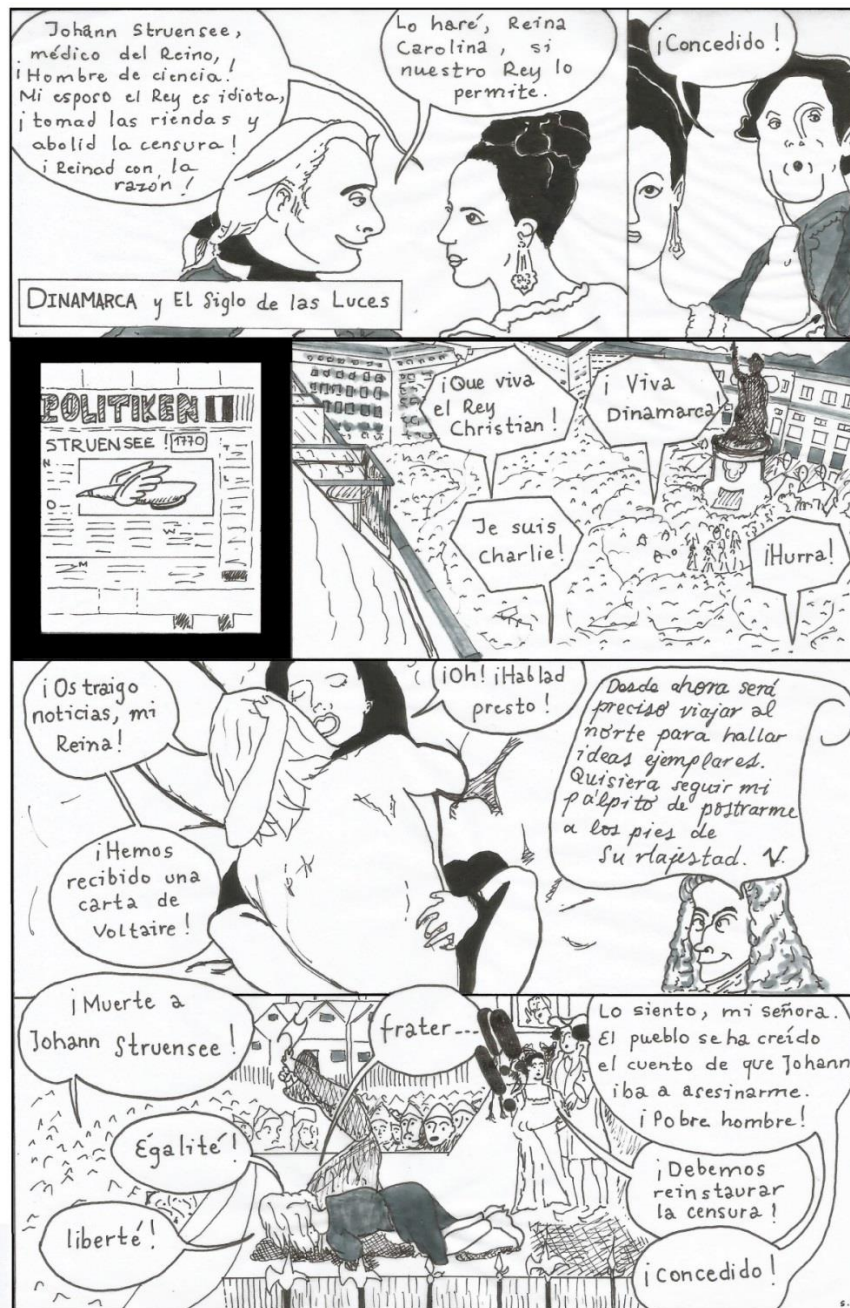 Johann Struensee,
médico del Reino,
¡Hombre de ciencia!
Mi esposo el Rey es idiota,
¡tomad las riendas y
abolid la censura!
¡Reinad con la
razón!
Lo haré, Reina
Carolina, si
nuestro Rey lo
permite.
¡Concedido!
DINAMARCA y El Siglo de las Luces
POLITIKEN
STRUENSEE! 1770
¡Que viva
el Rey
Christian!
¡Viva
Dinamarca!
Je suis
charlie!
¡Hurra!
¡Os traigo
noticias, mi
Reina!
¡Oh! ¡Hablad
presto!
¡Hemos
recibido una
carta de
Voltaire!
Desde ahora será
preciso viajar al
norte para hallar
ideas ejemplares.
Quisiera seguir mi
pálpito de postrarme
a los pies de
Su Majestad. V.
¡Muerte a
Johann Struensee!
frater---
Egalité!
liberté!
Lo siento, mi señora.
El pueblo se ha creído
el cuento de que Johann
iba a asesinarme.
¡Pobre hombre!
¡Debemos
reinstaurar
la censura!
¡Concedido!